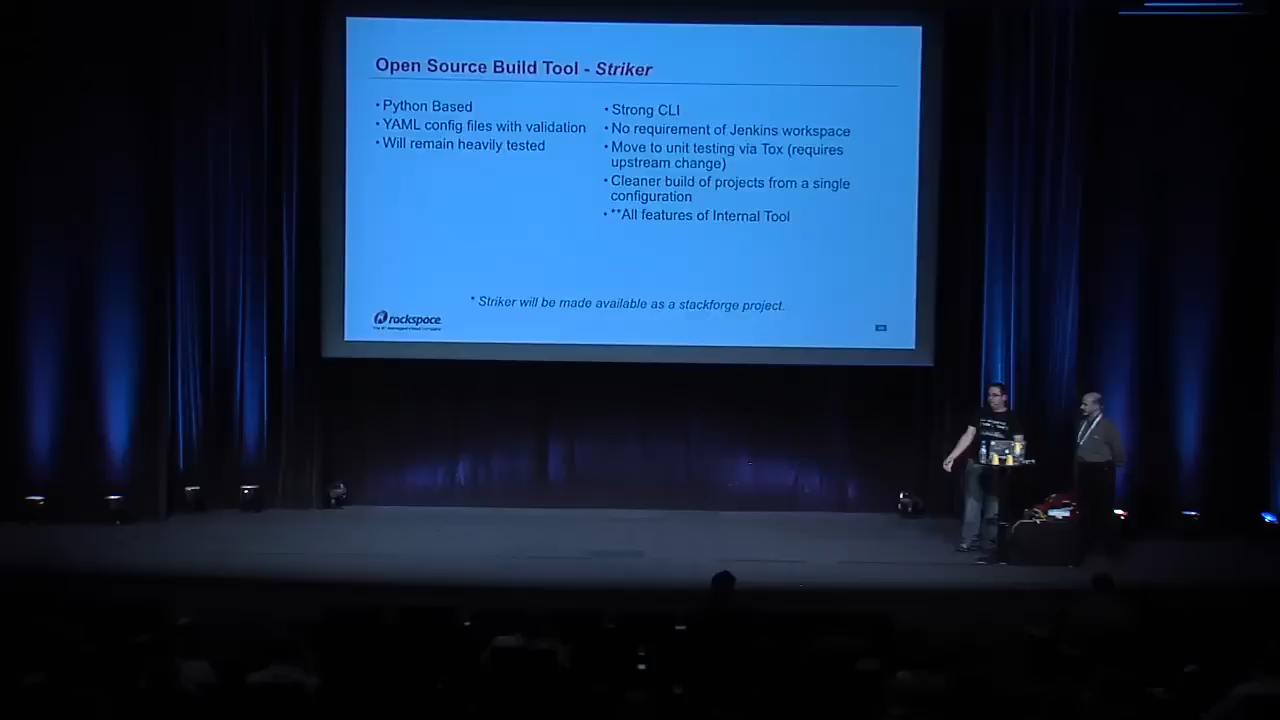 Open Source Build Tool - Striker
• Python Based
• YAML config files with validation
• Will remain heavily tested
• Strong CLI
• No requirement of Jenkins workspace
• Move to unit testing via Tox (requires
upstream change)
• Cleaner build of projects from a single
configuration
• **All features of Internal Tool
* Striker will be made available as a stackforge project.
rackspace